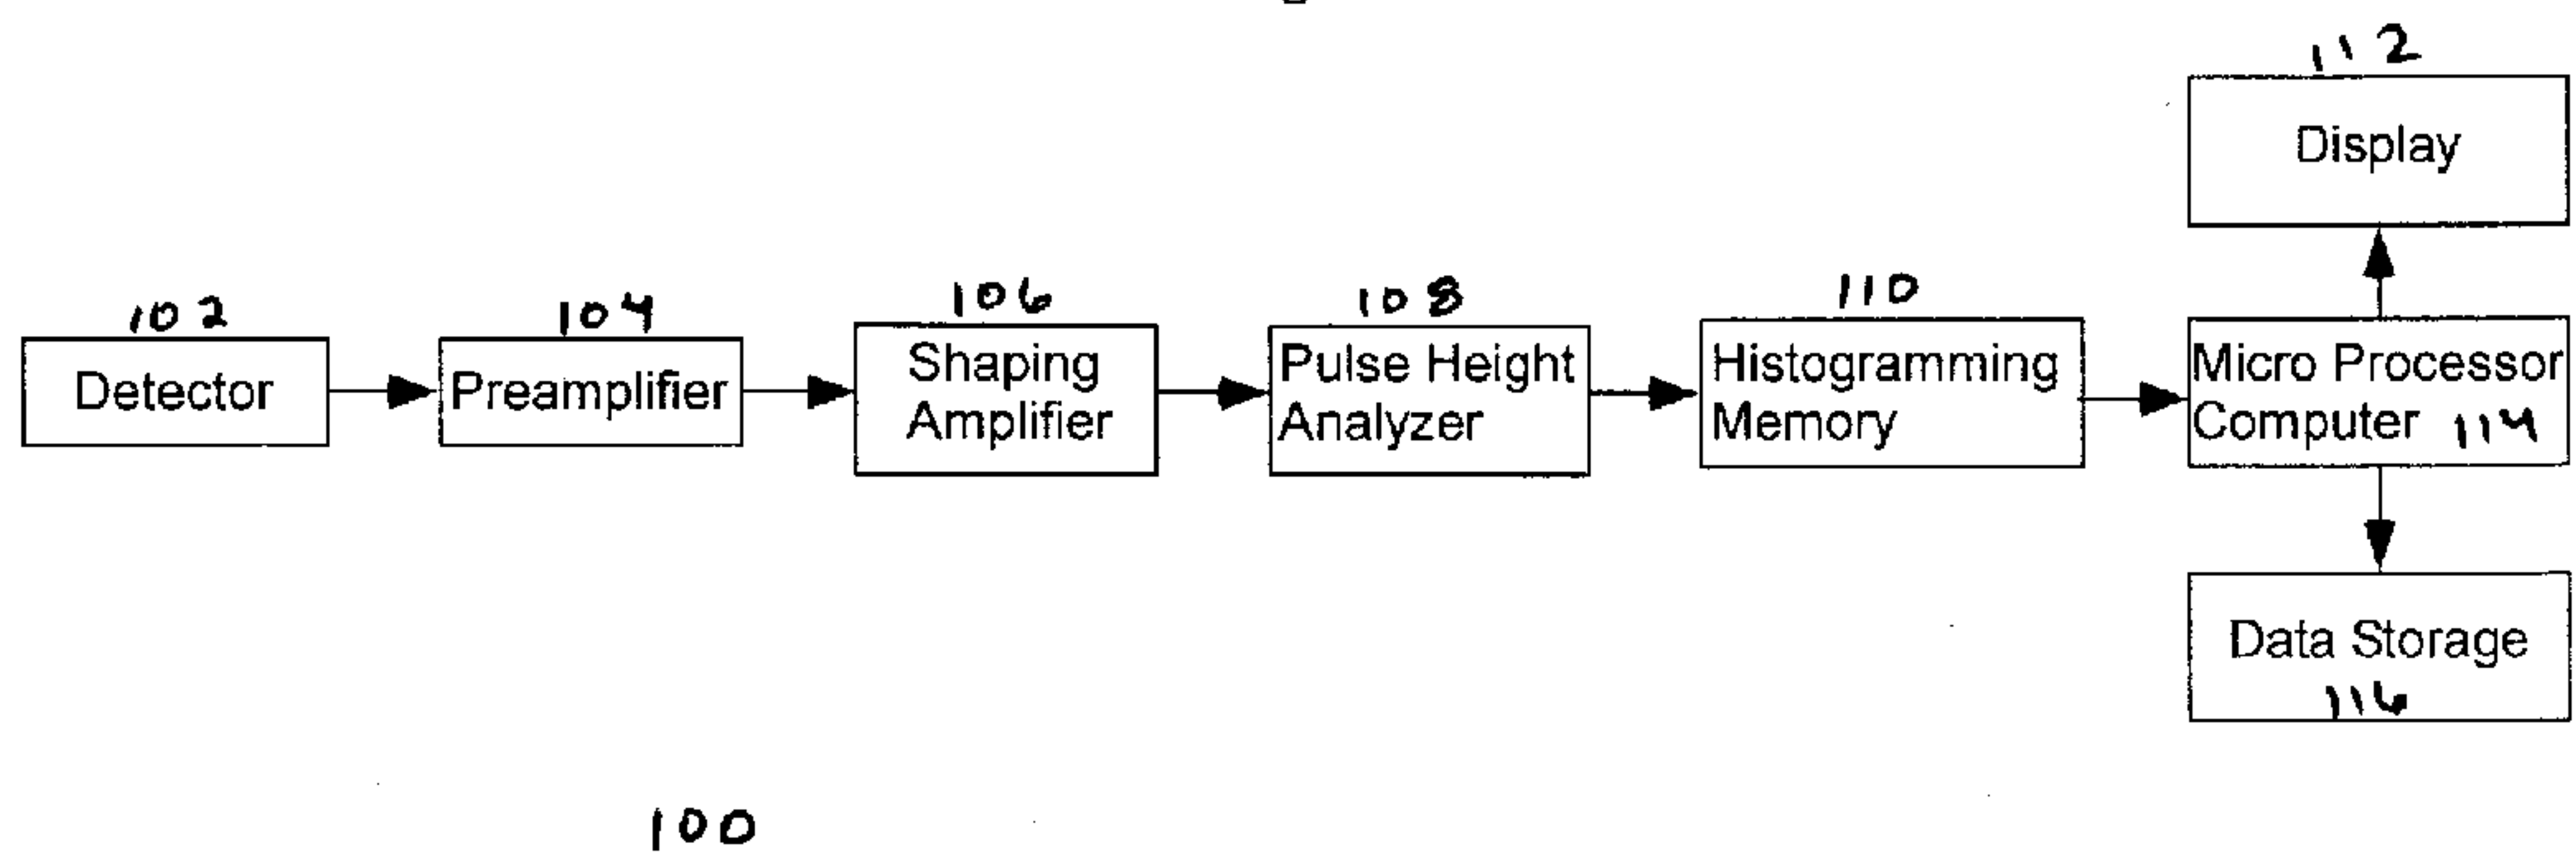 112
Display
102
Detector
104
Preamplifier
106
Shaping
Amplifier
108
Pulse Height
Analyzer
110
Histogramming
Memory
Micro Processor
Computer 114
Data Storage
116
100